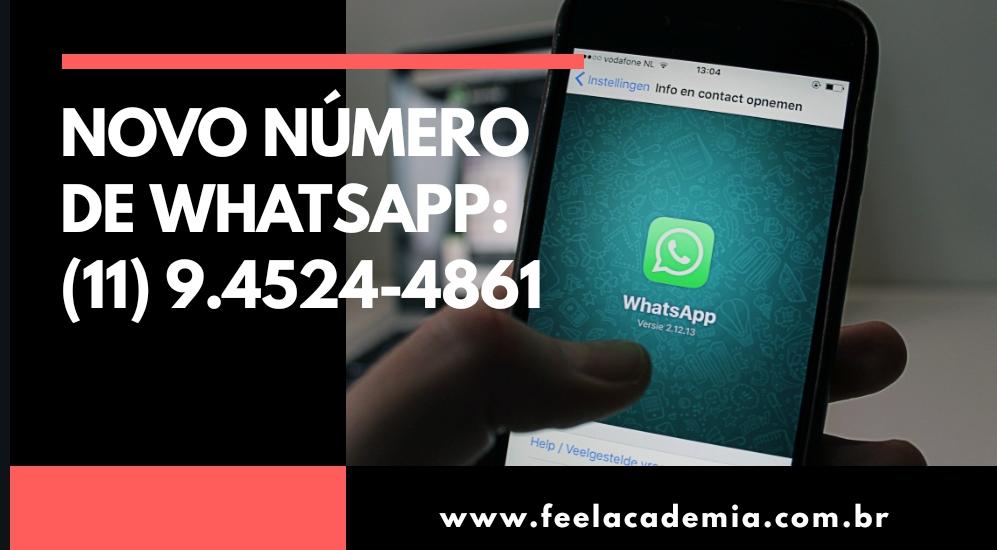 NOVO NÚMERO
DE WHATSAPP:
(11) 9.4524-4861
vodafone NL
13:04
Instellingen Info en contact opnemen
WhatsApp
Versie 2.12.13
Help / Veelgestelde
www.feelacademia.com.br